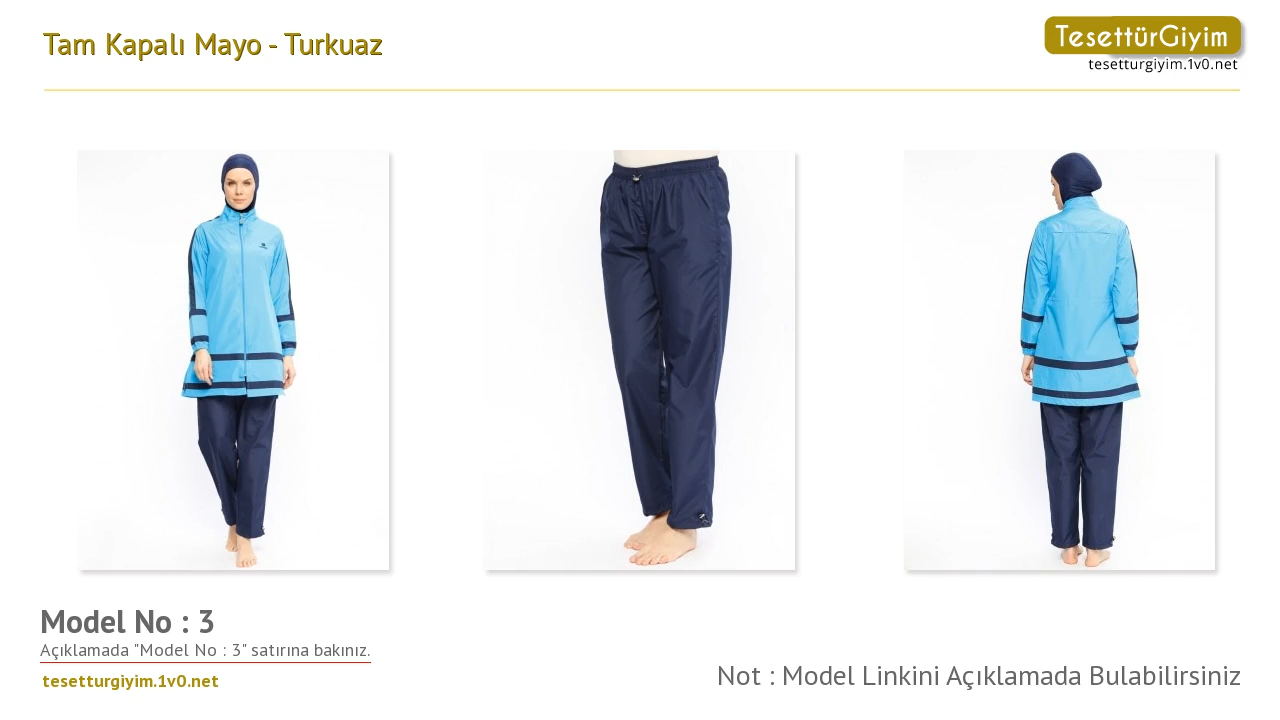 Tam Kapalı Mayo - Turkuaz
TesettürGiyim
tesetturgiyim.1v0.net
Model No : 3
Açıklamada "Model No : 3" satırına bakınız.
tesetturgiyim.1v0.net
Not : Model Linkini Açıklamada Bulabilirsiniz